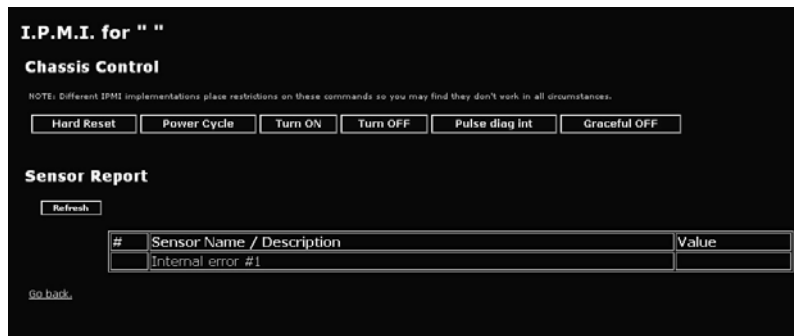 I.P.M.I. for " "
Chassis Control
NOTE: Different IPMI implementations place restrictions on these commands so you may find they don't work in all circumstances.
Hard Reset Power Cycle Turn ON Turn OFF Pulse diag int Graceful OFF
Sensor Report
Refresh
# Sensor Name / Description Value
Internal error #1
Go back.